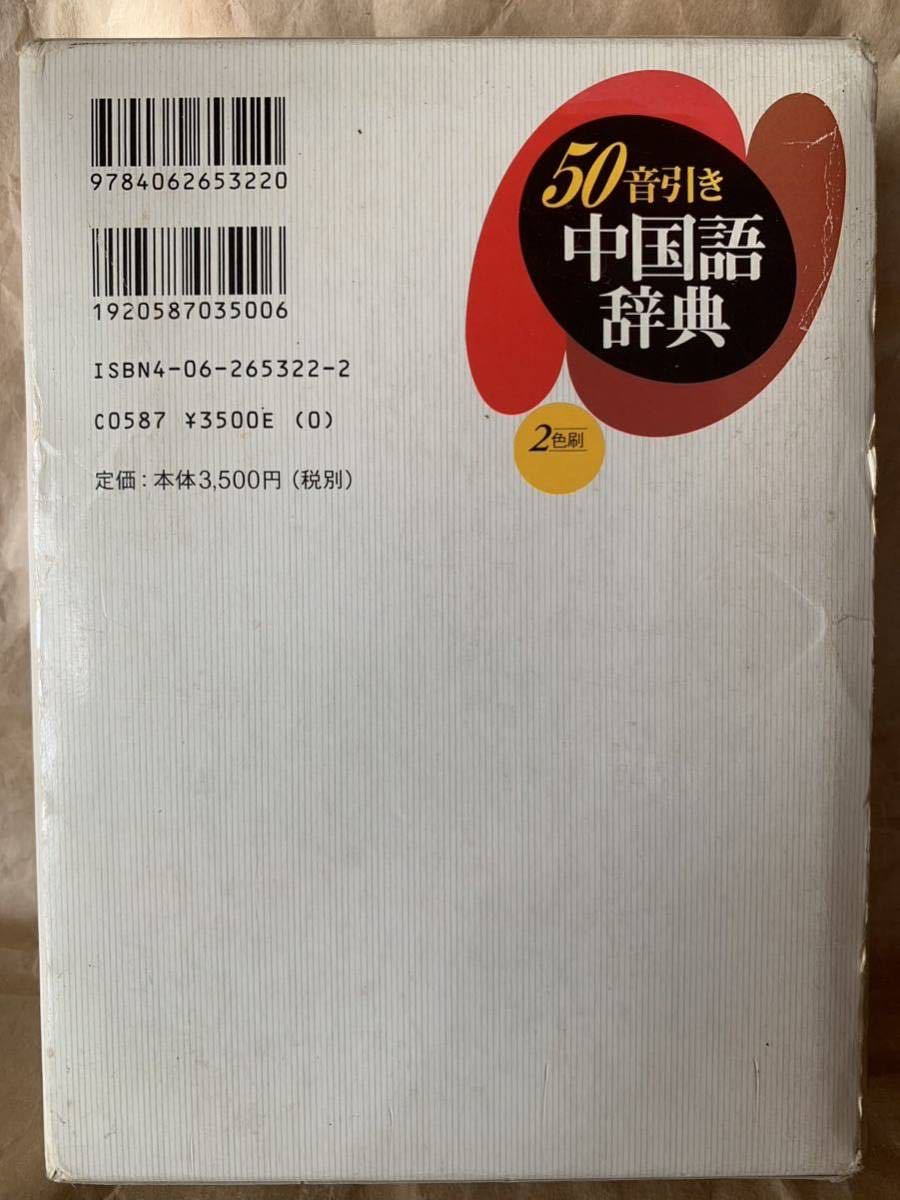 9784062653220
1920587035006
ISBN4-06-265322-2
C0587 ¥3500E (0)
定価：本体3,500円（税別）
50音引き
中国語
辞典
2色刷